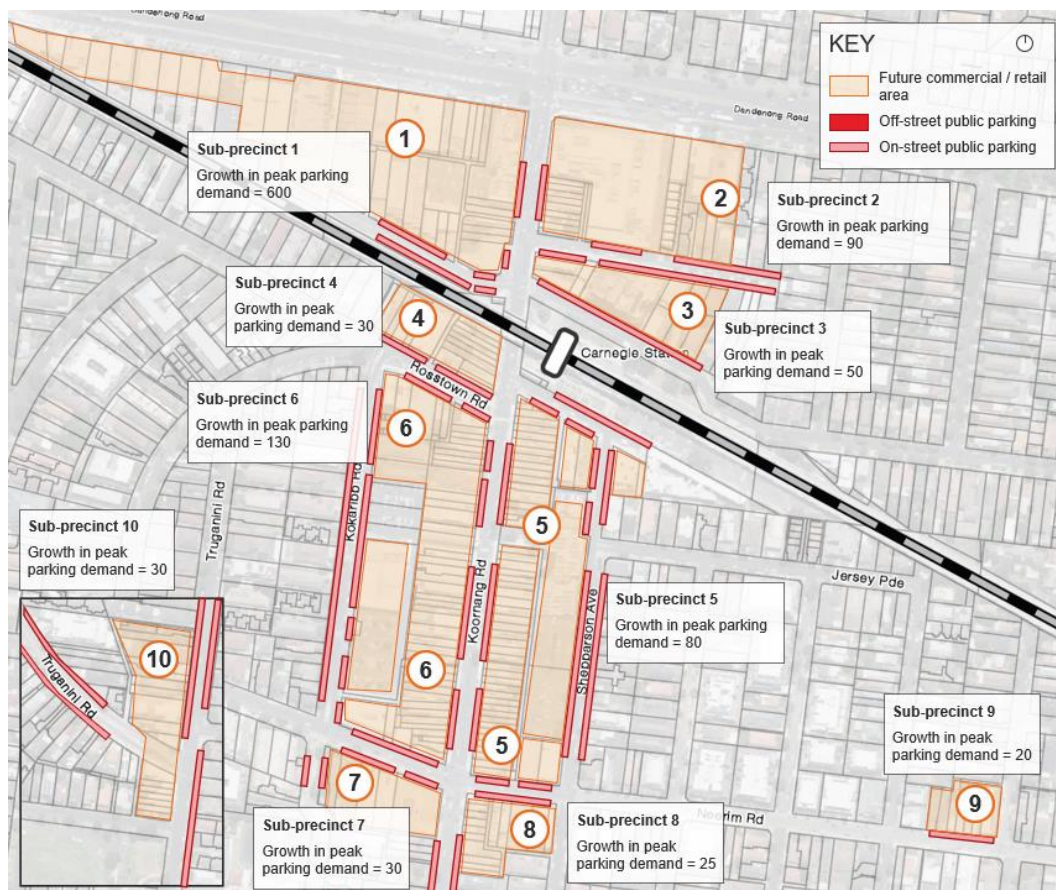 Dandenong Road
Dandenong Road
KEY
Future commercial / retail
area
Off-street public parking
On-street public parking
Dandenong Road
1
Sub-precinct 1
Growth in peak parking
demand = 600
2
Sub-precinct 2
Growth in peak parking
demand = 90
Sub-precinct 4
Growth in peak
parking demand = 30
4
3
Sub-precinct 3
Growth in peak
parking demand = 50
Carnegie Station
Rosstown Rd
Sub-precinct 6
Growth in peak parking
demand = 130
6
Kokaribb Rd
Truganini Rd
Sub-precinct 10
Growth in peak
parking demand = 30
5
Koornang Rd
Jersey Pde
Sub-precinct 5
Growth in peak parking
demand = 80
Shepparson Ave
10
Truganini Rd
6
5
Sub-precinct 9
Growth in peak
parking demand = 20
7
9
Neerim Rd
Sub-precinct 7
Growth in peak
parking demand = 30
8
Sub-precinct 8
Growth in peak
parking demand = 25